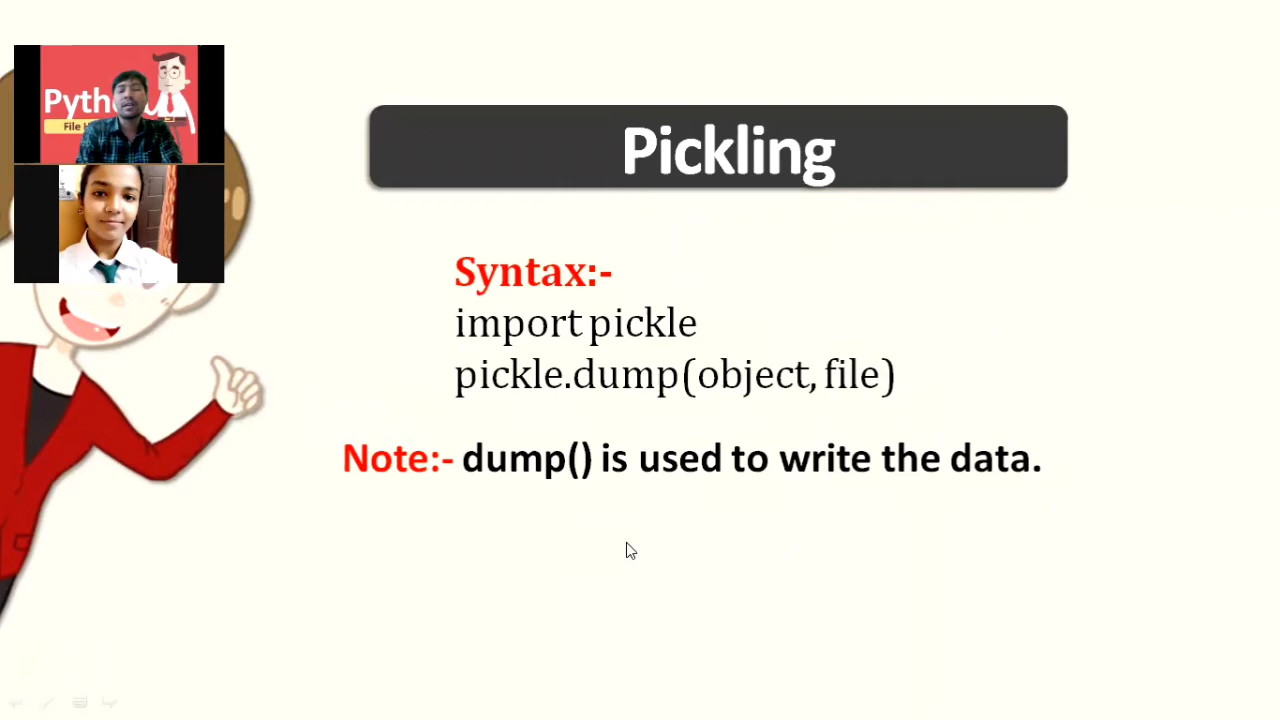 Pyth
File H
Pickling
Syntax:-
import pickle
pickle.dump(object, file)
Note:- dump() is used to write the data.